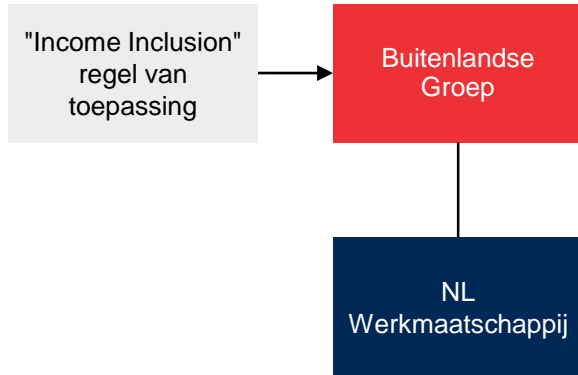 "Income Inclusion"
regel van
toepassing
Buitenlandse
Groep
NL
Werkmaatschappij